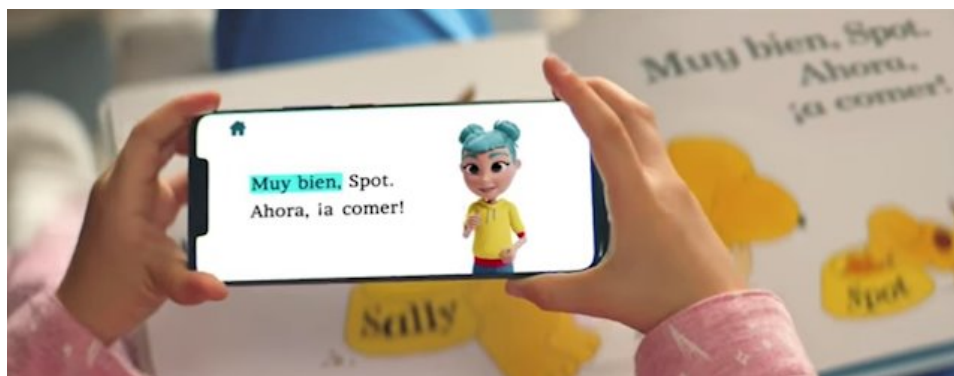 Muy bien, Spot.
Ahora, ¡a comer!
Muy bien, Spot.
Ahora,
¡a comer!
Sally
Spot